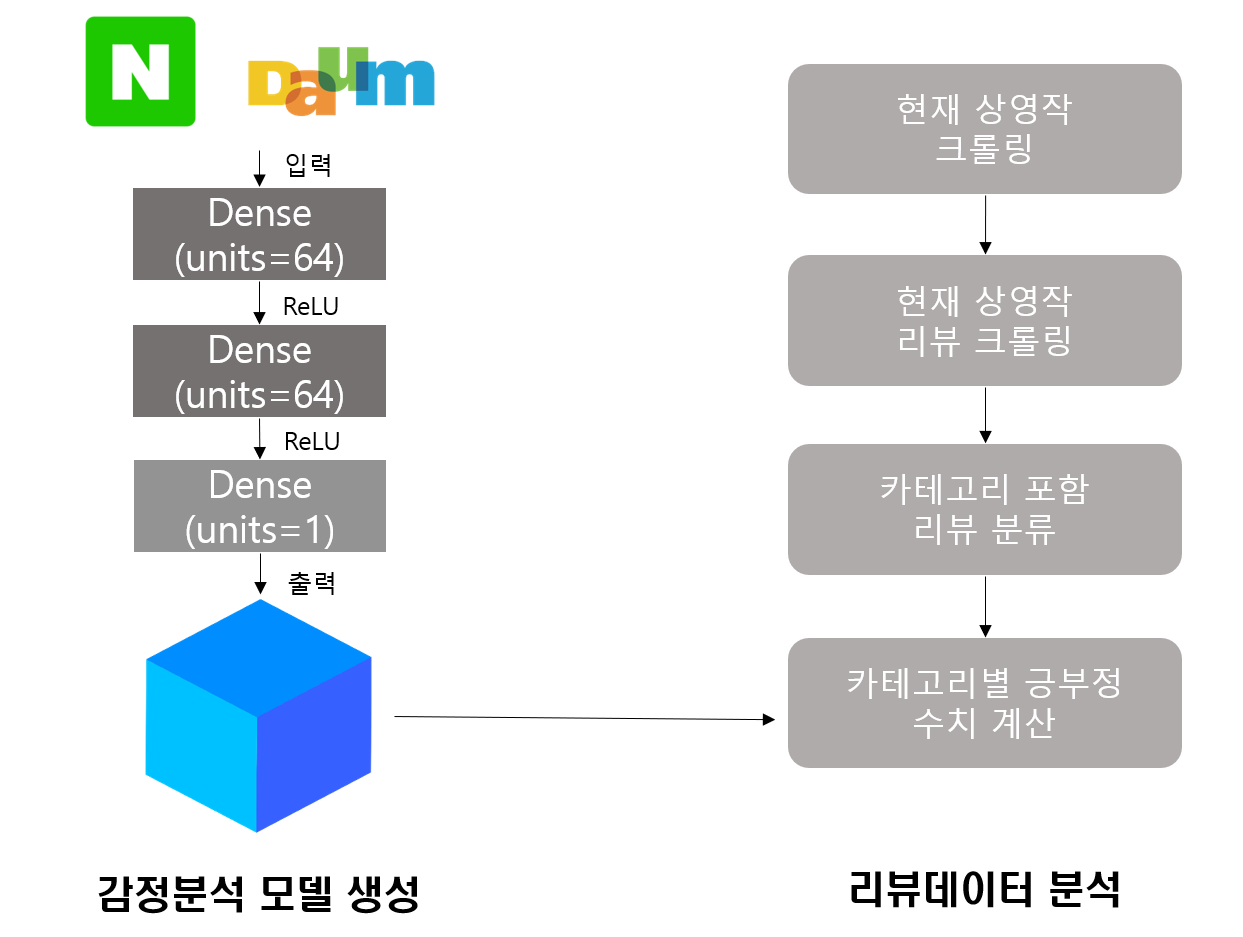 N
Daum
입력
Dense
(units=64)
ReLU
Dense
(units=64)
ReLU
Dense
(units=1)
출력
감정분석 모델 생성
현재 상영작
크롤링
현재 상영작
리뷰 크롤링
카테고리 포함
리뷰 분류
카테고리별 긍부정
수치 계산
리뷰데이터 분석